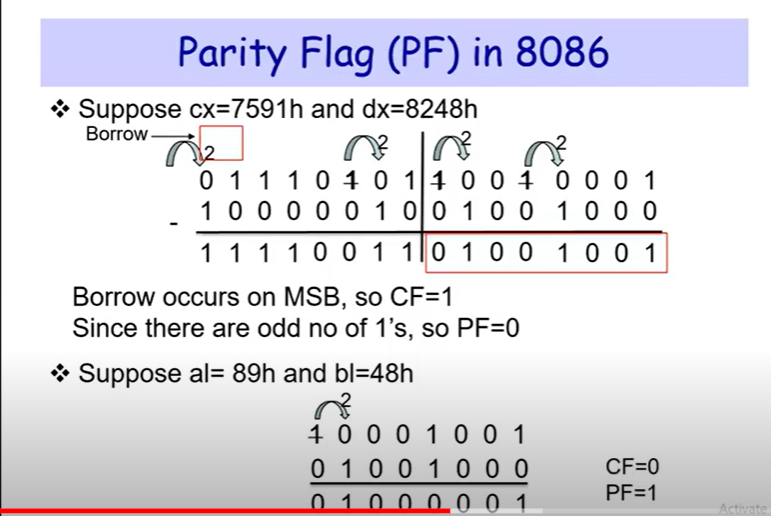 Parity Flag (PF) in 8086
❖ Suppose cx=7591h and dx=8248h
Borrow
2 2 2 2
0 1 1 1 0 1 0 1 1 0 0 1 0 0 0 1
- 1 0 0 0 0 0 1 0 0 1 0 0 1 0 0 0
1 1 1 1 0 0 1 1 0 1 0 0 1 0 0 1
Borrow occurs on MSB, so CF=1
Since there are odd no of 1's, so PF=0
❖ Suppose al= 89h and bl=48h
2
1 0 0 0 1 0 0 1
0 1 0 0 1 0 0 0 CF=0
0 1 0 0 0 0 0 1 PF=1
Activate